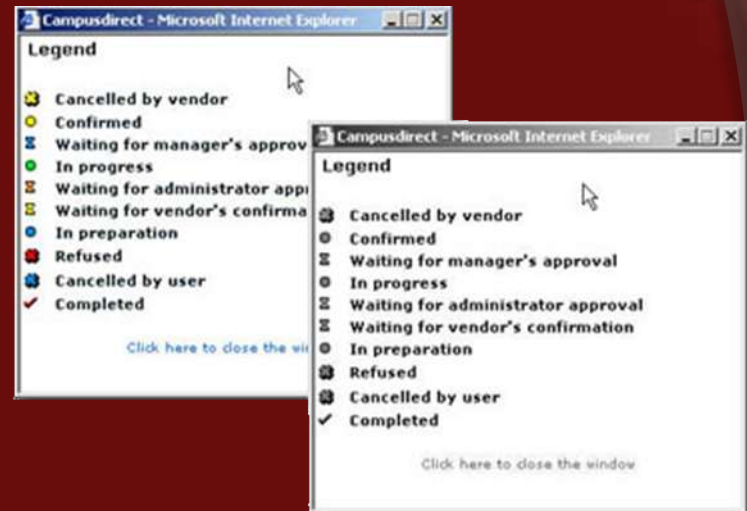 Campusdirect - Microsoft Internet Explorer
Legend
Cancelled by vendor
Confirmed
Waiting for manager's approv
In progress
Waiting for administrator appr
Waiting for vendor's confirma
In preparation
Refused
Cancelled by user
Completed
Click here to close the wi
Campusdirect - Microsoft Internet Explorer
Legend
Cancelled by vendor
Confirmed
Waiting for manager's approval
In progress
Waiting for administrator approval
Waiting for vendor's confirmation
In preparation
Refused
Cancelled by user
Completed
Click here to close the window